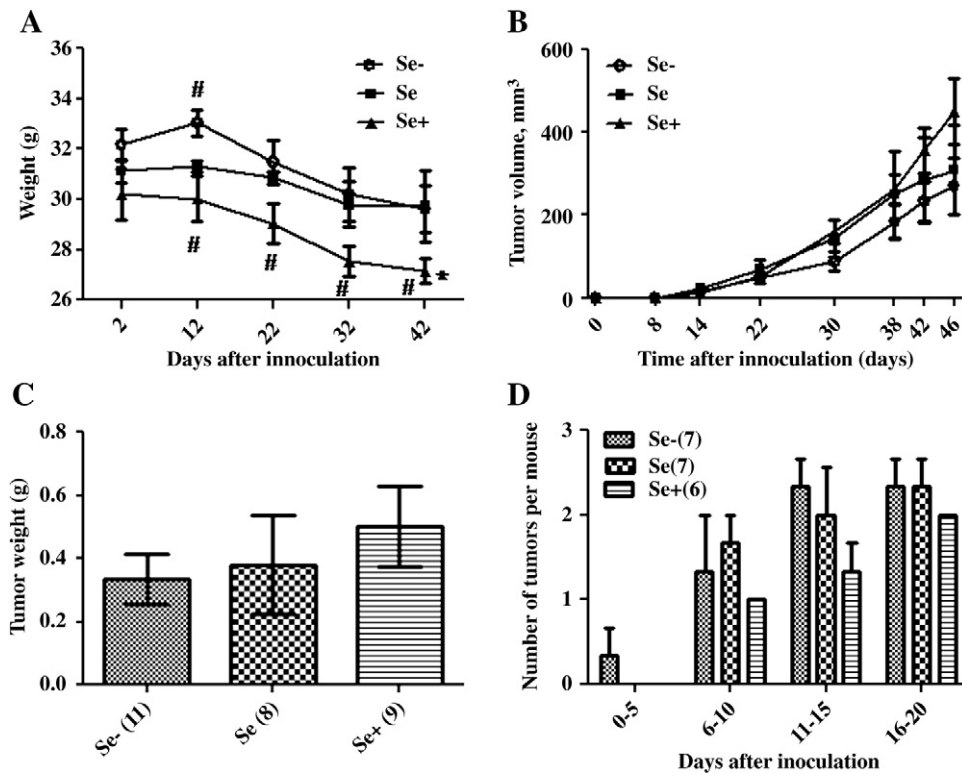 A
36
34
32
30
28
26
Weight (g)
Se-
Se
Se+
#
#
#
#
#
*
2
12
22
32
42
Days after innoculation
B
600
400
200
0
Tumor volume, mm³
Se-
Se
Se+
0
8
14
22
30
38
42
46
Time after innoculation (days)
C
0.8
0.6
0.4
0.2
0.0
Tumor weight (g)
Se- (11)
Se (8)
Se+ (9)
D
3
2
1
0
Number of tumors per mouse
Se-(7)
Se(7)
Se+(6)
0-5
6-10
11-15
16-20
Days after inoculation